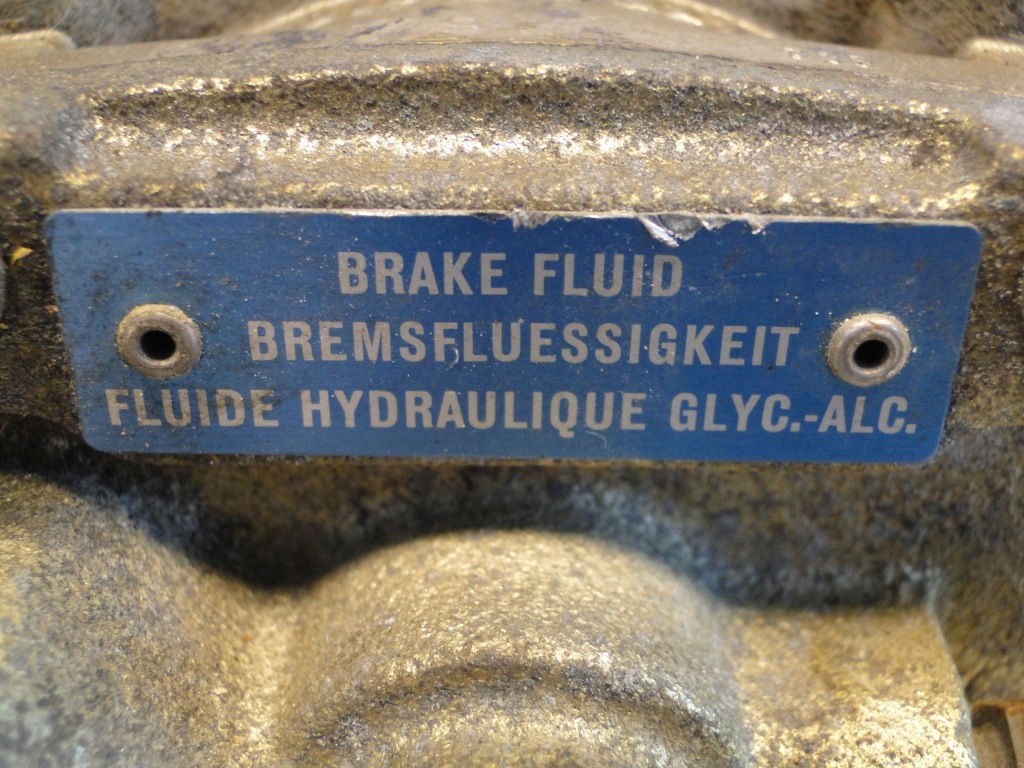 BRAKE FLUID
BREMSFLUESSIGKEIT
FLUIDE HYDRAULIQUE GLYC.-ALC.